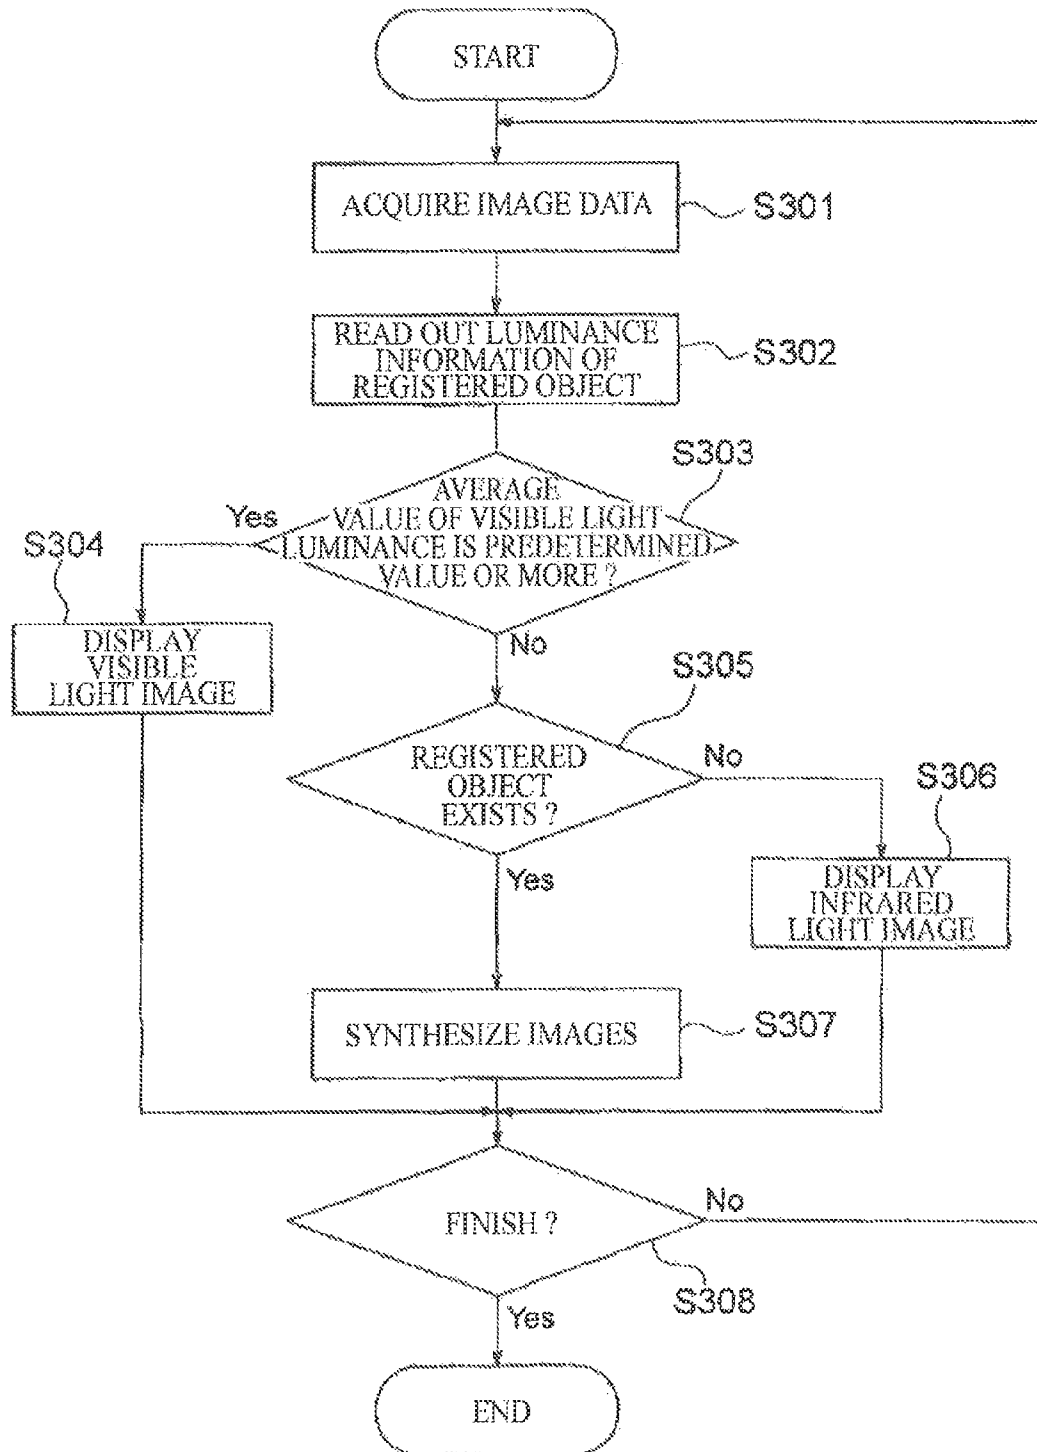 START
ACQUIRE IMAGE DATA
S301
READ OUT LUMINANCE
INFORMATION OF
REGISTERED OBJECT
S302
S303
AVERAGE
VALUE OF VISIBLE LIGHT
LUMINANCE IS PREDETERMINED
VALUE OR MORE ?
Yes
S304
DISPLAY
VISIBLE
LIGHT IMAGE
No
S305
REGISTERED
OBJECT
EXISTS ?
No
S306
DISPLAY
INFRARED
LIGHT IMAGE
Yes
SYNTHESIZE IMAGES
S307
FINISH ?
No
S308
Yes
END